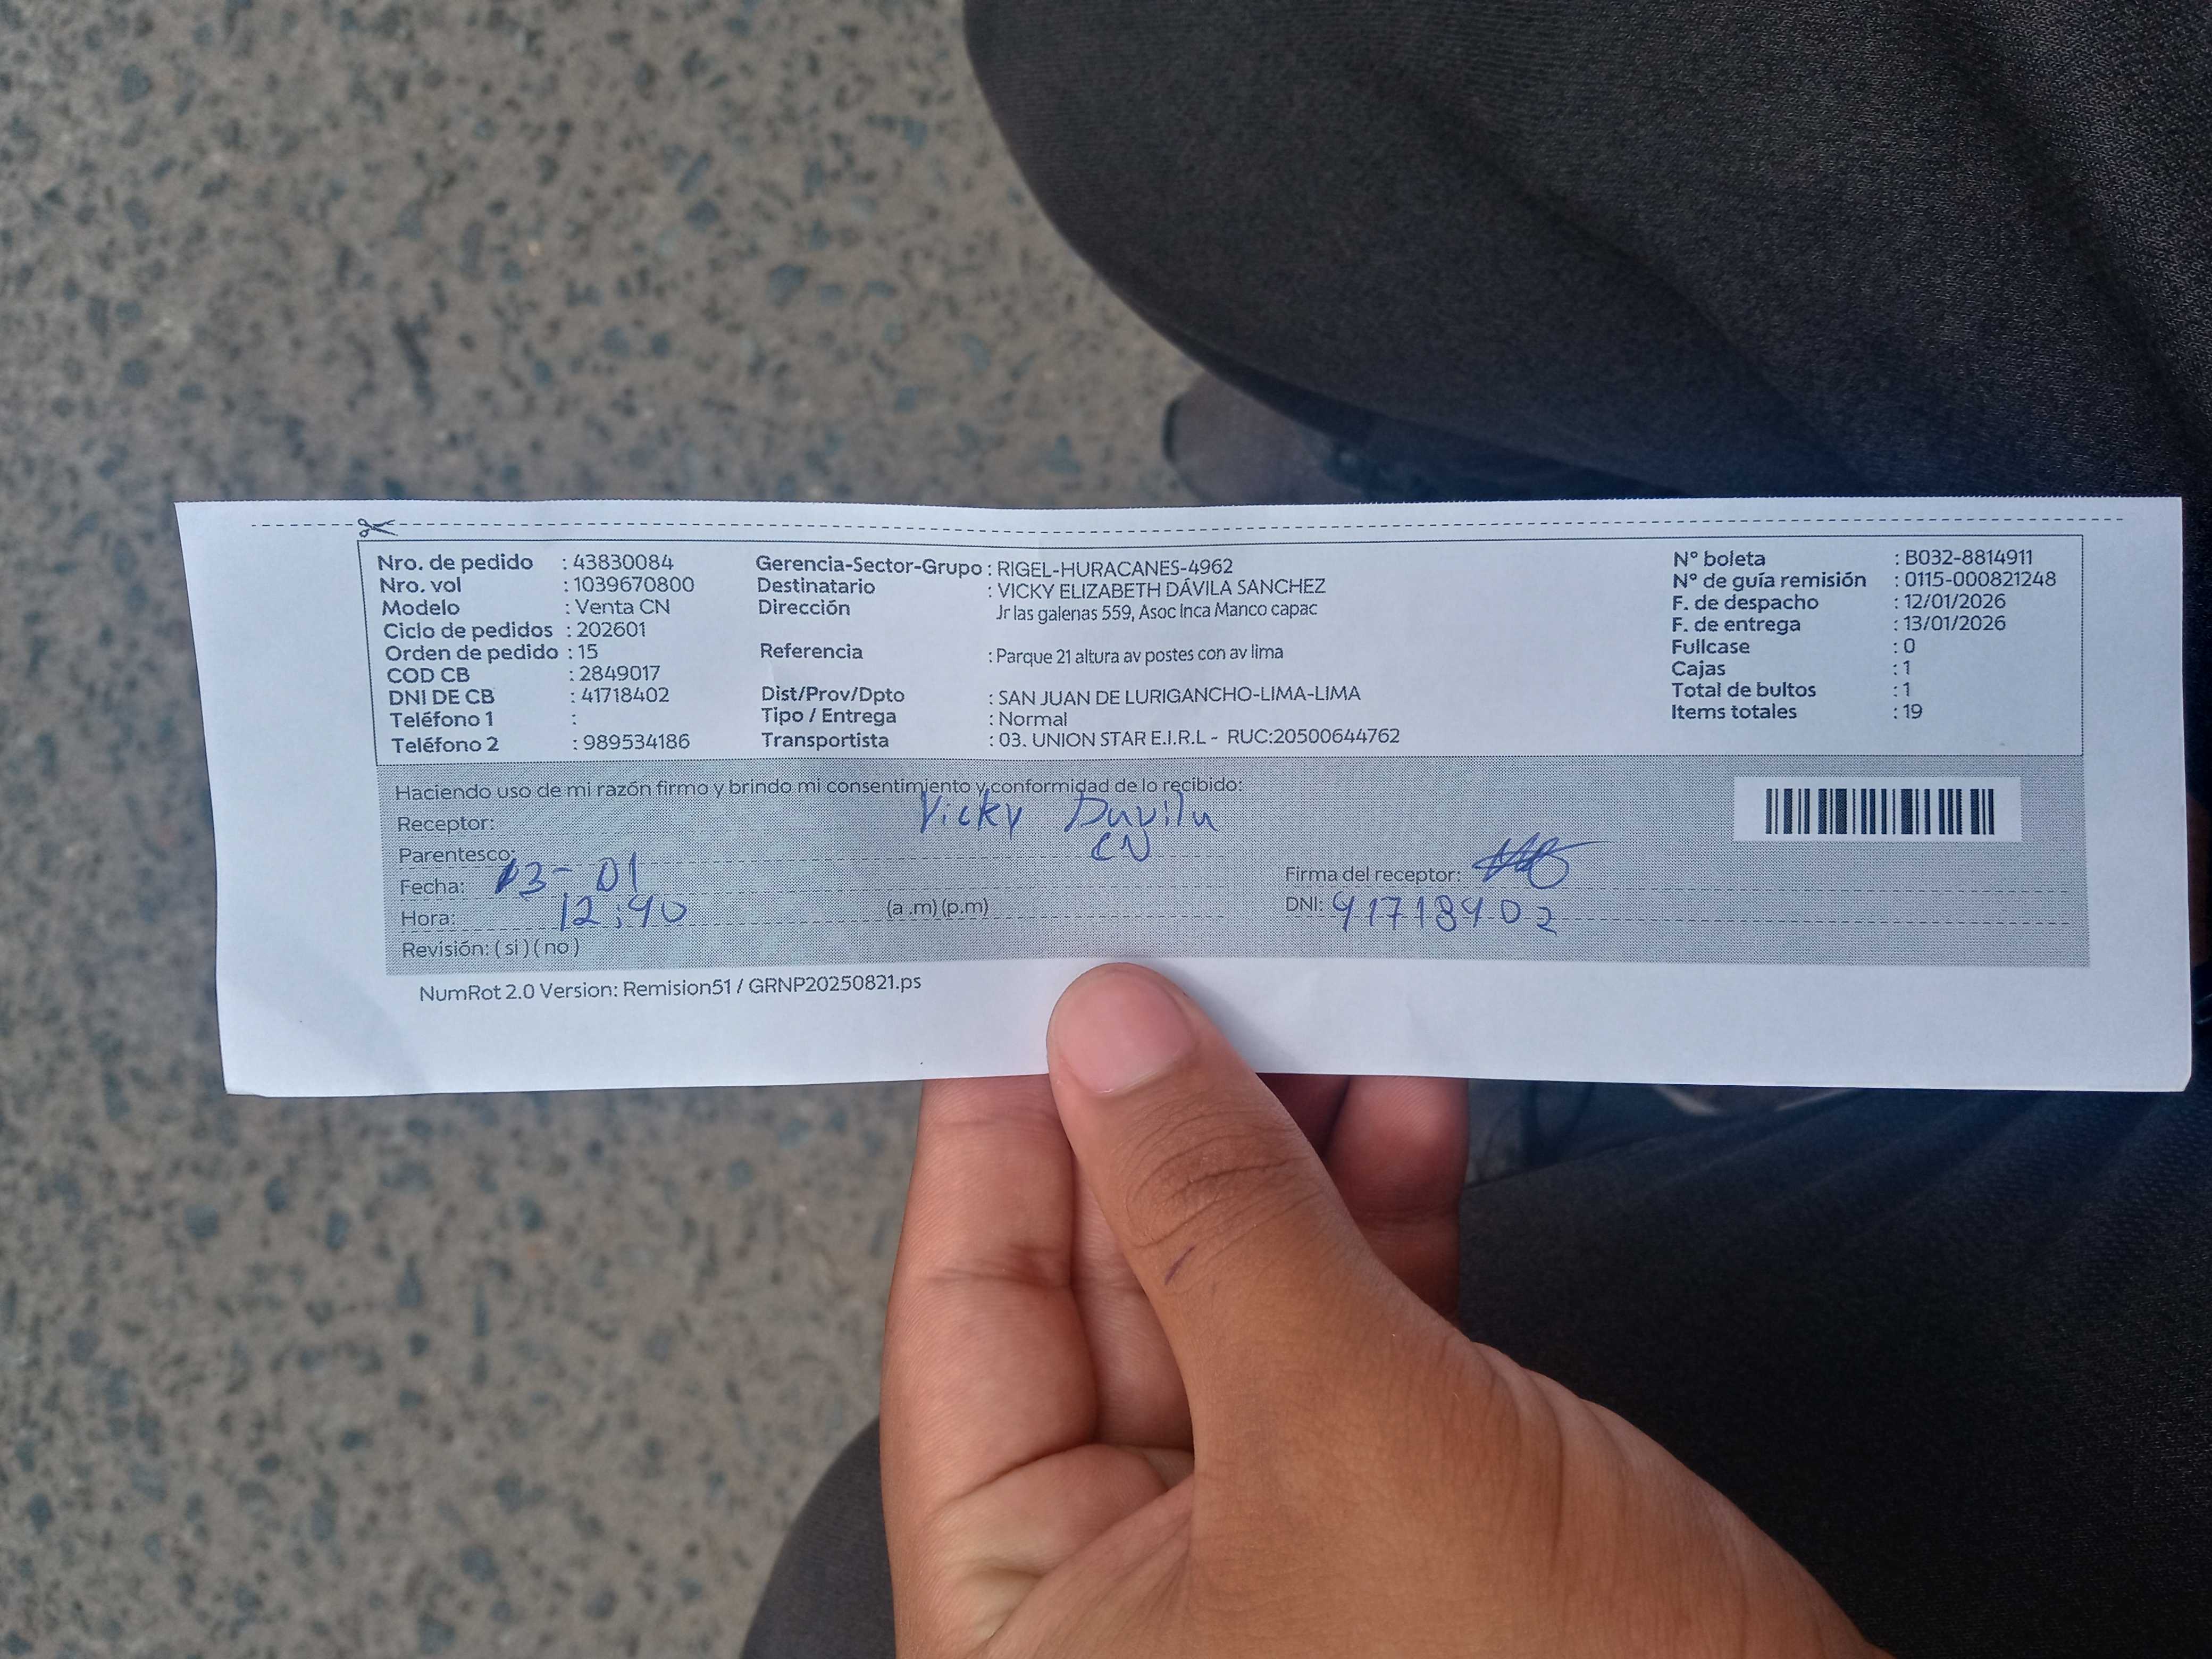 Nro. de pedido : 43830084
Nro. vol : 1039670800
Modelo : Venta CN
Ciclo de pedidos : 202601
Orden de pedido : 15
COD CB : 2849017
DNI DE CB : 41718402
Teléfono 1 :
Teléfono 2 : 989534186
Gerencia-Sector-Grupo : RIGEL-HURACANES-4962
Destinatario : VICKY ELIZABETH DÁVILA SANCHEZ
Dirección Jr las galenas 559, Asoc Inca Manco capac
Referencia : Parque 21 altura av postes con av lima
Dist/Prov/Dpto : SAN JUAN DE LURIGANCHO-LIMA-LIMA
Tipo / Entrega : Normal
Transportista : 03. UNION STAR E.I.R.L - RUC:20500644762
N° boleta : B032-8814911
N° de guía remisión : 0115-000821248
F. de despacho : 12/01/2026
F. de entrega : 13/01/2026
Fullcase : 0
Cajas : 1
Total de bultos : 1
Items totales : 19
Haciendo uso de mi razón firmo y brindo mi consentimiento y conformidad de lo recibido:
Receptor: Vicky Davila
Parentesco: CN
Fecha: 13-01
Hora: 12:40 (a .m) (p.m)
Revisión: ( si ) ( no )
Firma del receptor:
DNI: 41718402
NumRot 2.0 Version: Remision51 / GRNP20250821.ps